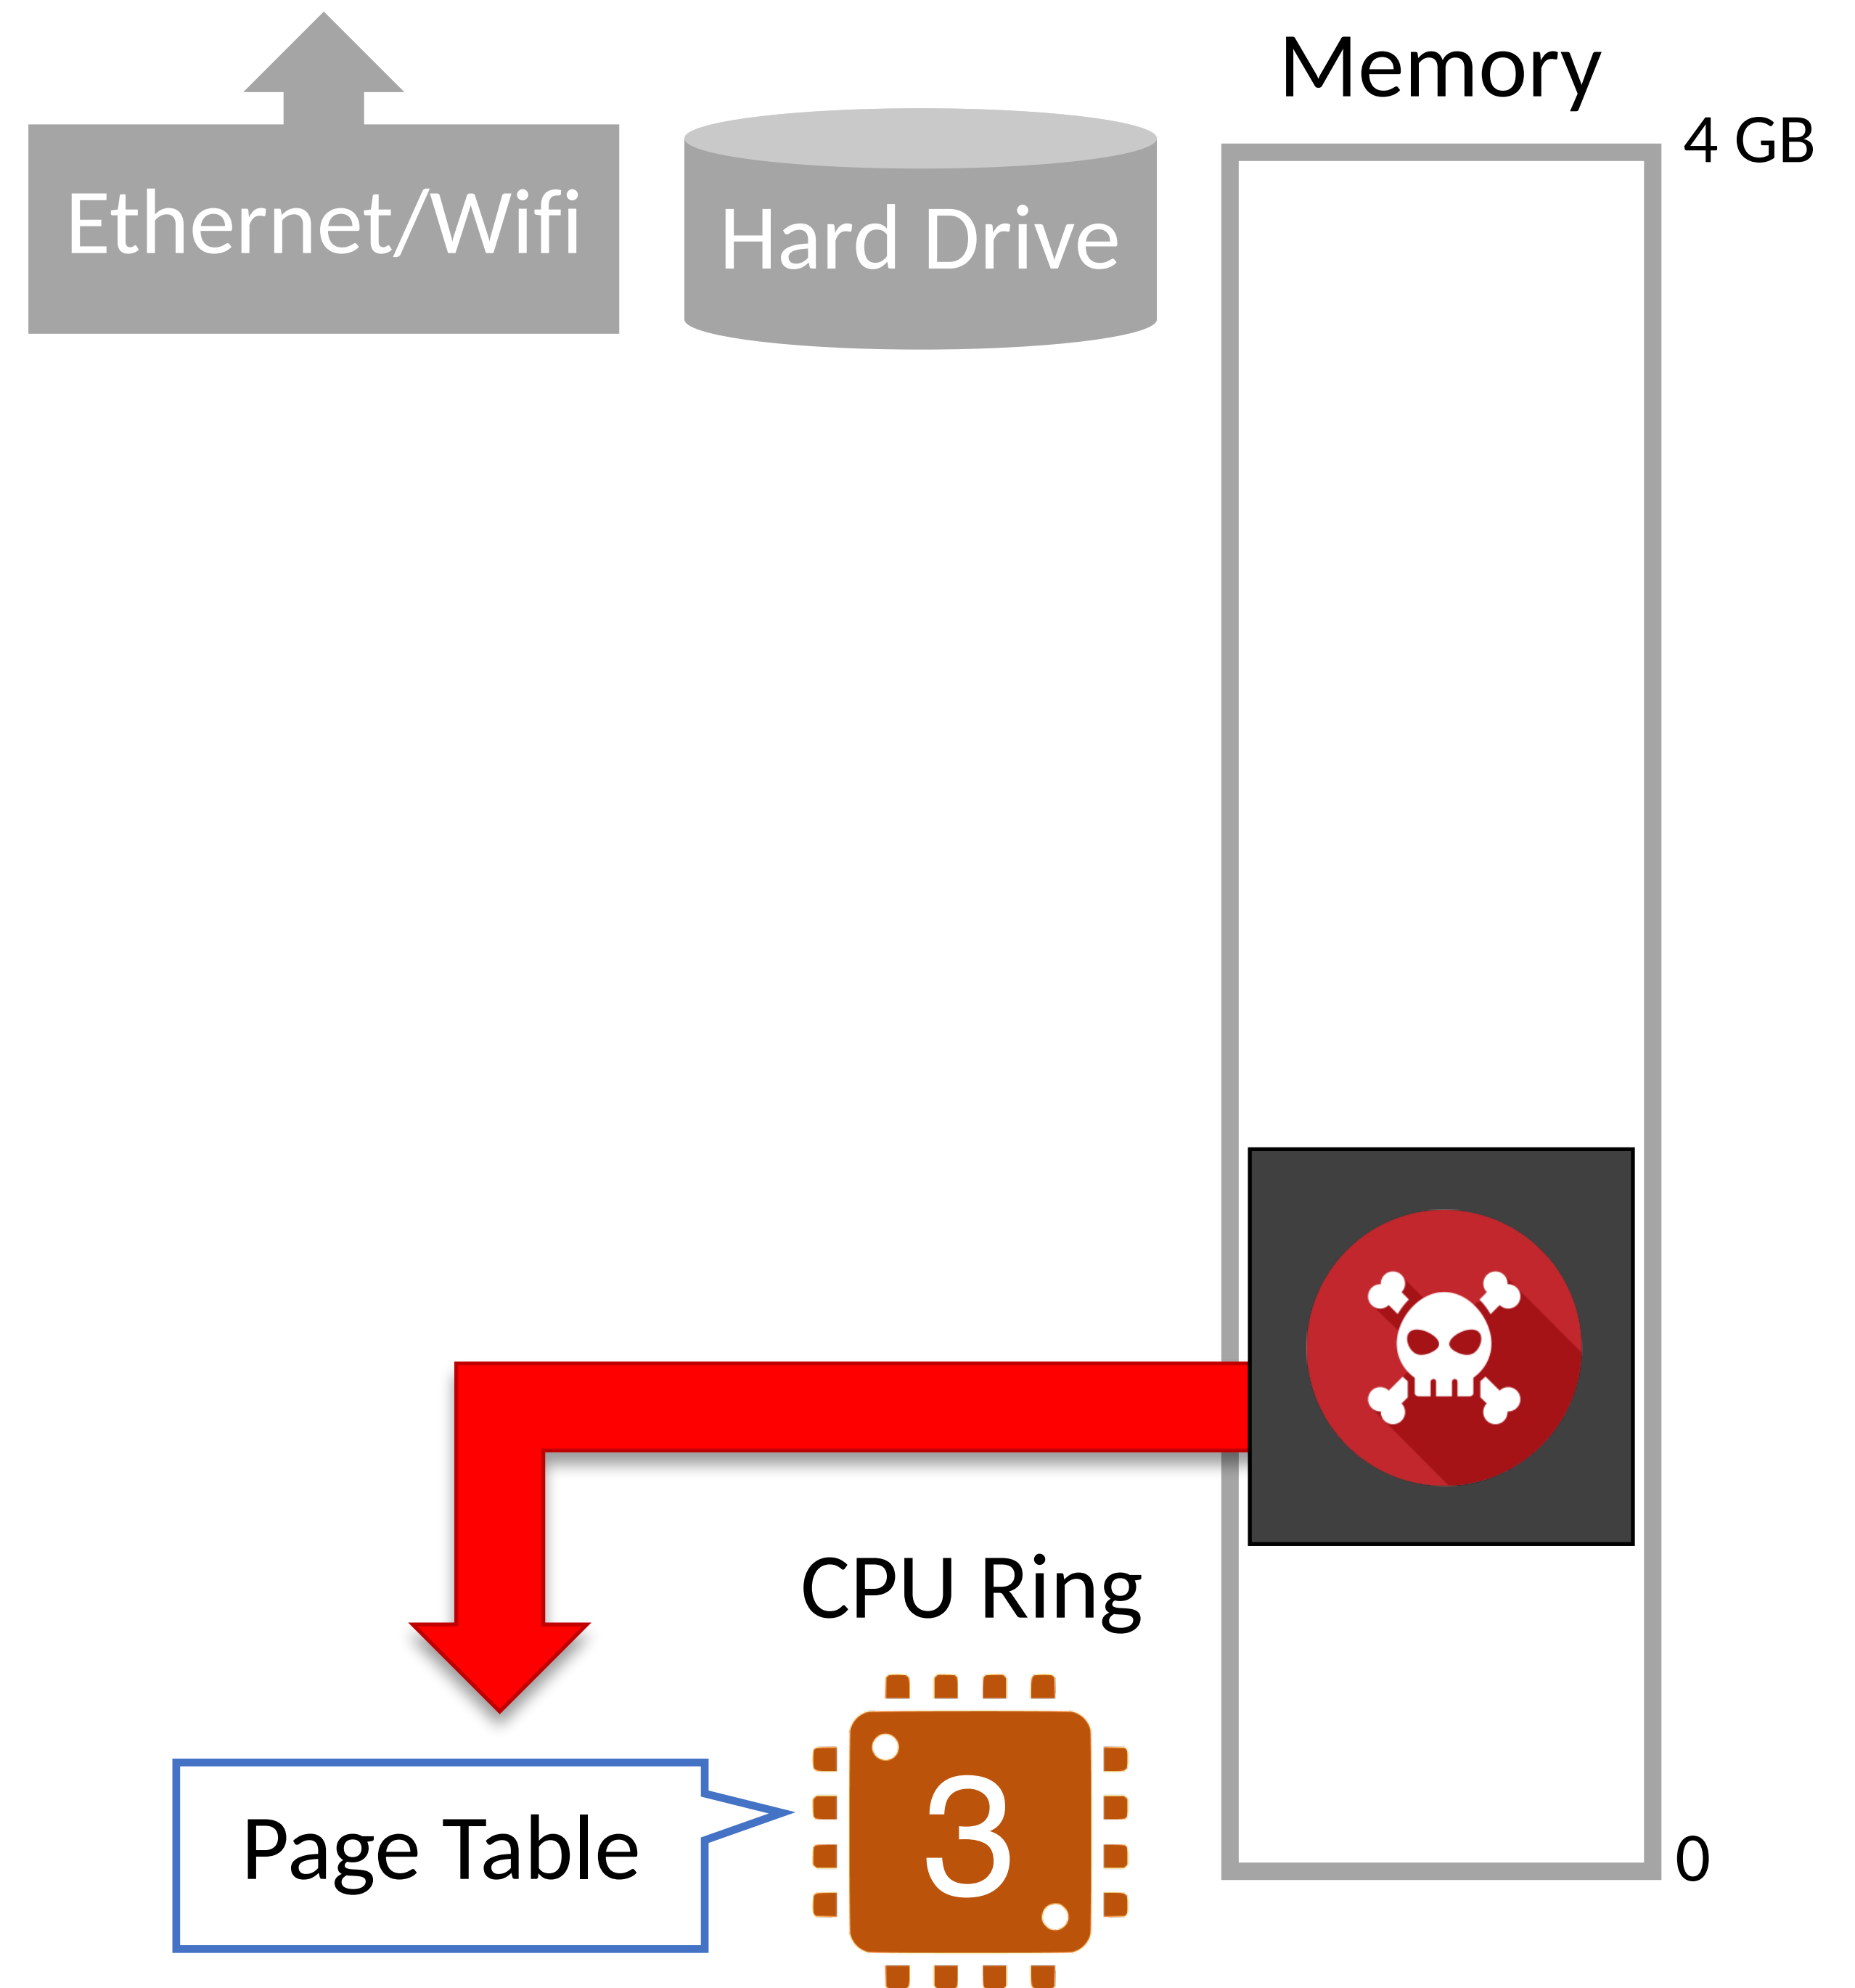 Memory
4 GB
Ethernet/Wifi
Hard Drive
CPU Ring
3
Page Table
0